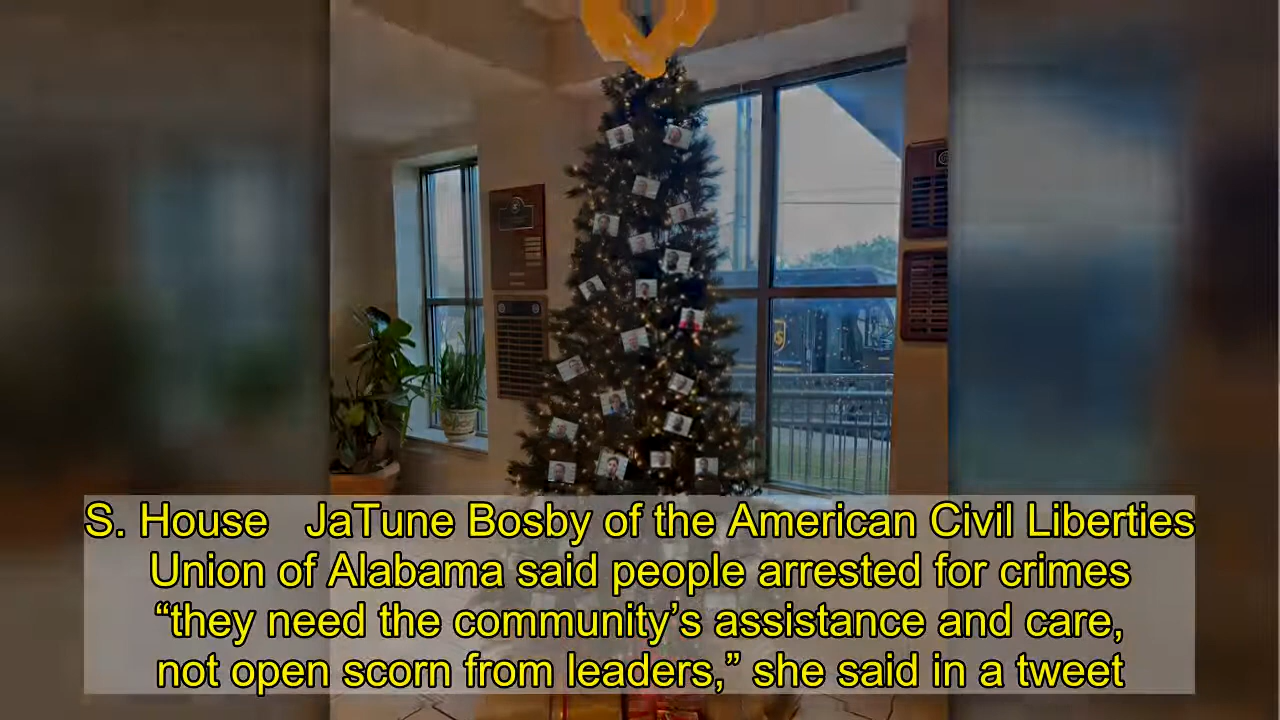 S. House   JaTune Bosby of the American Civil Liberties
Union of Alabama said people arrested for crimes
“they need the community’s assistance and care,
not open scorn from leaders,” she said in a tweet